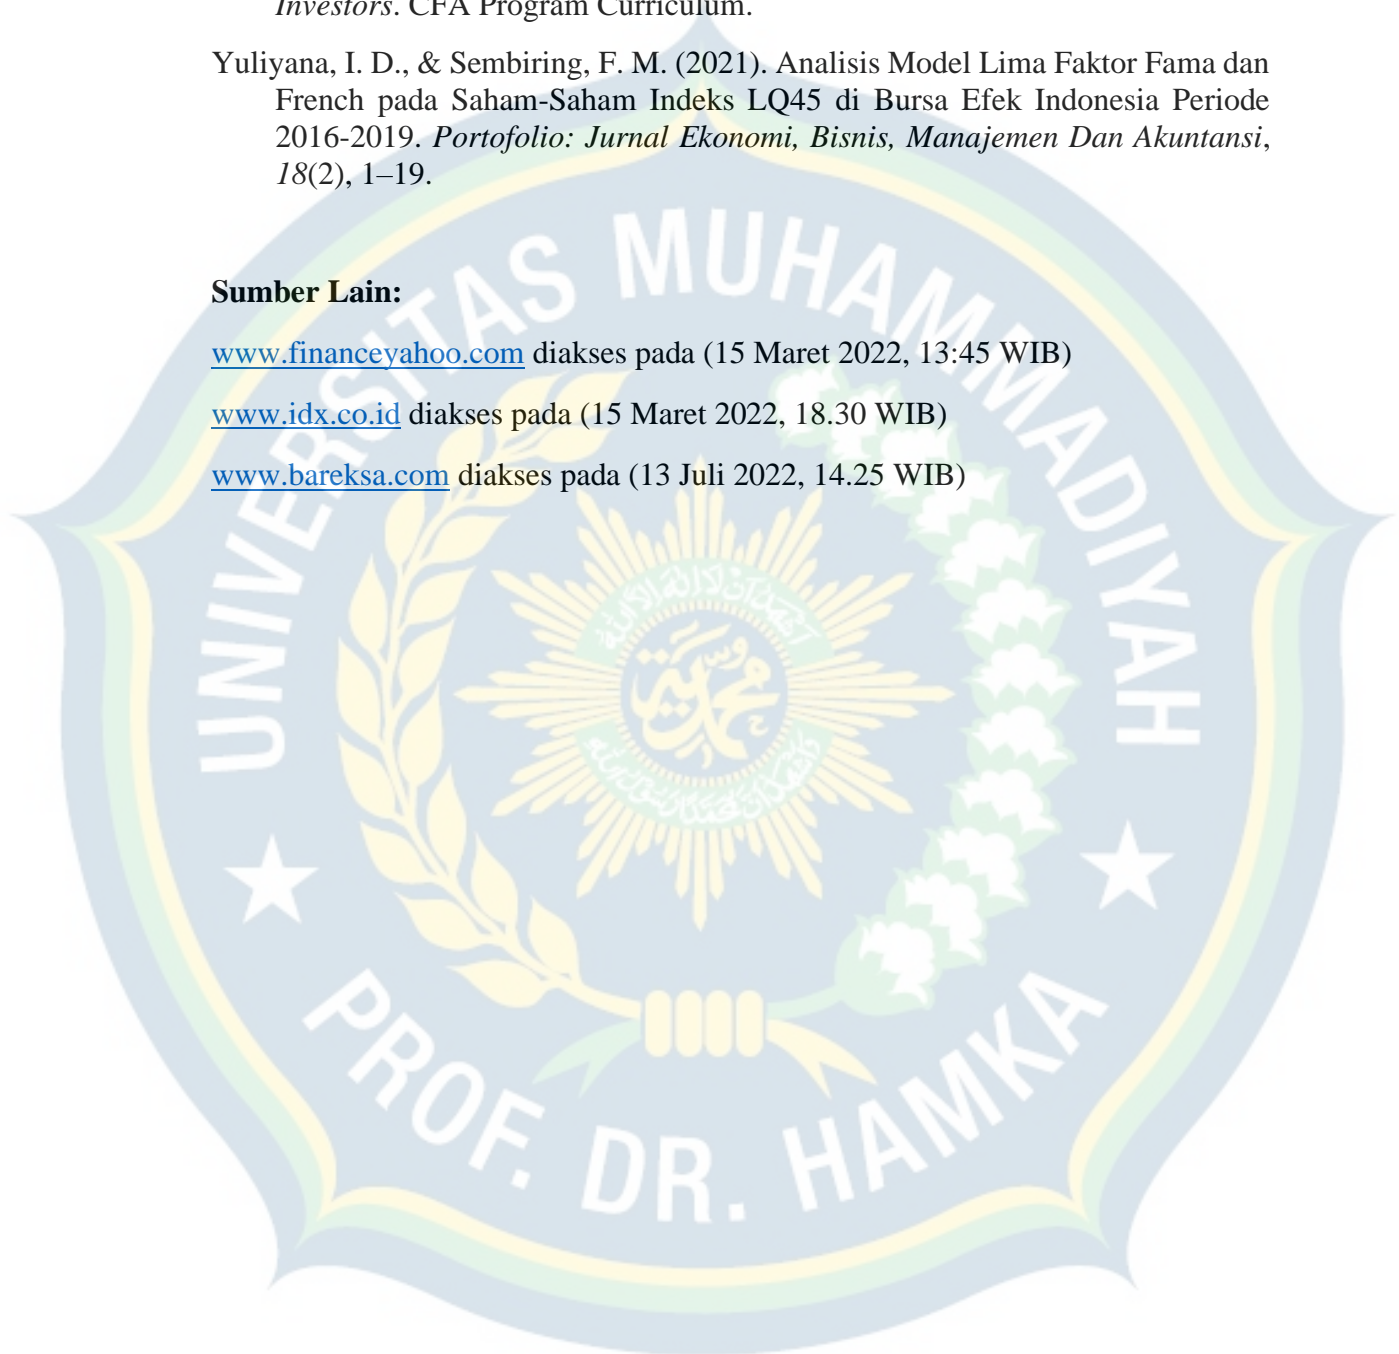 Investors. CFA Program Curriculum.
Yuliyana, I. D., & Sembiring, F. M. (2021). Analisis Model Lima Faktor Fama dan
French pada Saham-Saham Indeks LQ45 di Bursa Efek Indonesia Periode
2016-2019. Portofolio: Jurnal Ekonomi, Bisnis, Manajemen Dan Akuntansi,
18(2), 1–19.
Sumber Lain:
www.financeyahoo.com diakses pada (15 Maret 2022, 13:45 WIB)
www.idx.co.id diakses pada (15 Maret 2022, 18.30 WIB)
www.bareksa.com diakses pada (13 Juli 2022, 14.25 WIB)
UNIVERSITAS MUHAMMADIYAH
محمدية
PROF. DR. HAMKA